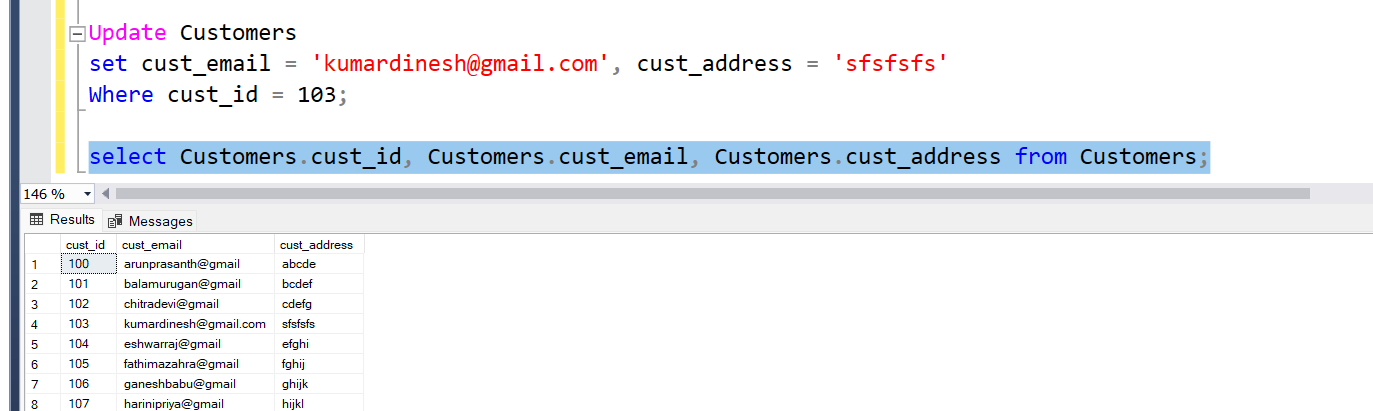 Update Customers
set cust_email = 'kumardinesh@gmail.com', cust_address = 'sfsfsfs'
Where cust_id = 103;
select Customers.cust_id, Customers.cust_email, Customers.cust_address from Customers;
146 %
Results Messages
cust_id cust_email cust_address
1 100 arunprasanth@gmail abcde
2 101 balamurugan@gmail bcdef
3 102 chitradevi@gmail cdefg
4 103 kumardinesh@gmail.com sfsfsfs
5 104 eshwarraj@gmail efghi
6 105 fathimazahra@gmail fghij
7 106 ganeshbabu@gmail ghijk
8 107 harinipriya@gmail hijkl